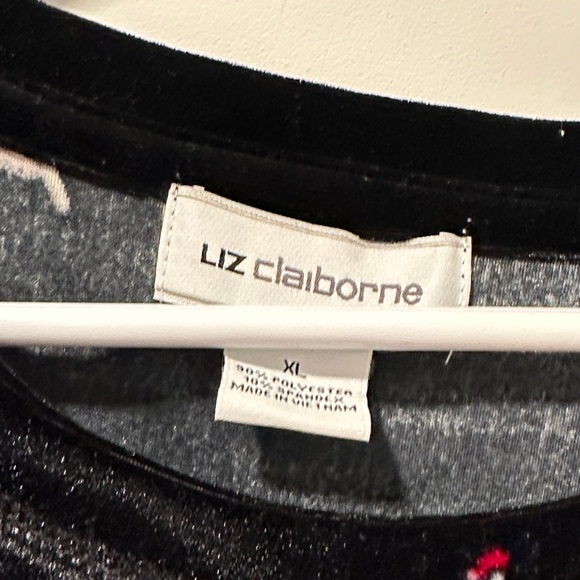 LIZ claiborne
XL
90% POLYESTER
10% SPANDEX
MADE IN VIETNAM